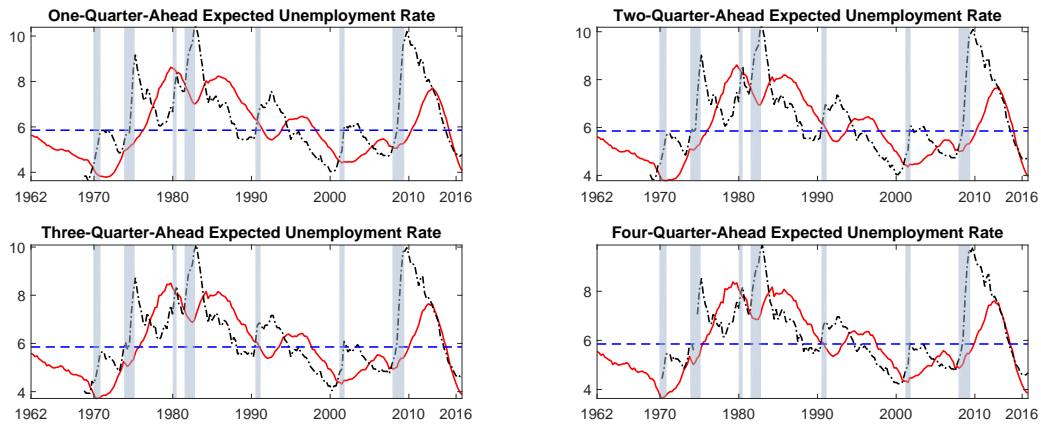 One-Quarter-Ahead Expected Unemployment Rate
10
8
6
4
1962 1970 1980 1990 2000 2010 2016
Two-Quarter-Ahead Expected Unemployment Rate
10
8
6
4
1962 1970 1980 1990 2000 2010 2016
Three-Quarter-Ahead Expected Unemployment Rate
10
8
6
4
1962 1970 1980 1990 2000 2010 2016
Four-Quarter-Ahead Expected Unemployment Rate
8
6
4
1962 1970 1980 1990 2000 2010 2016